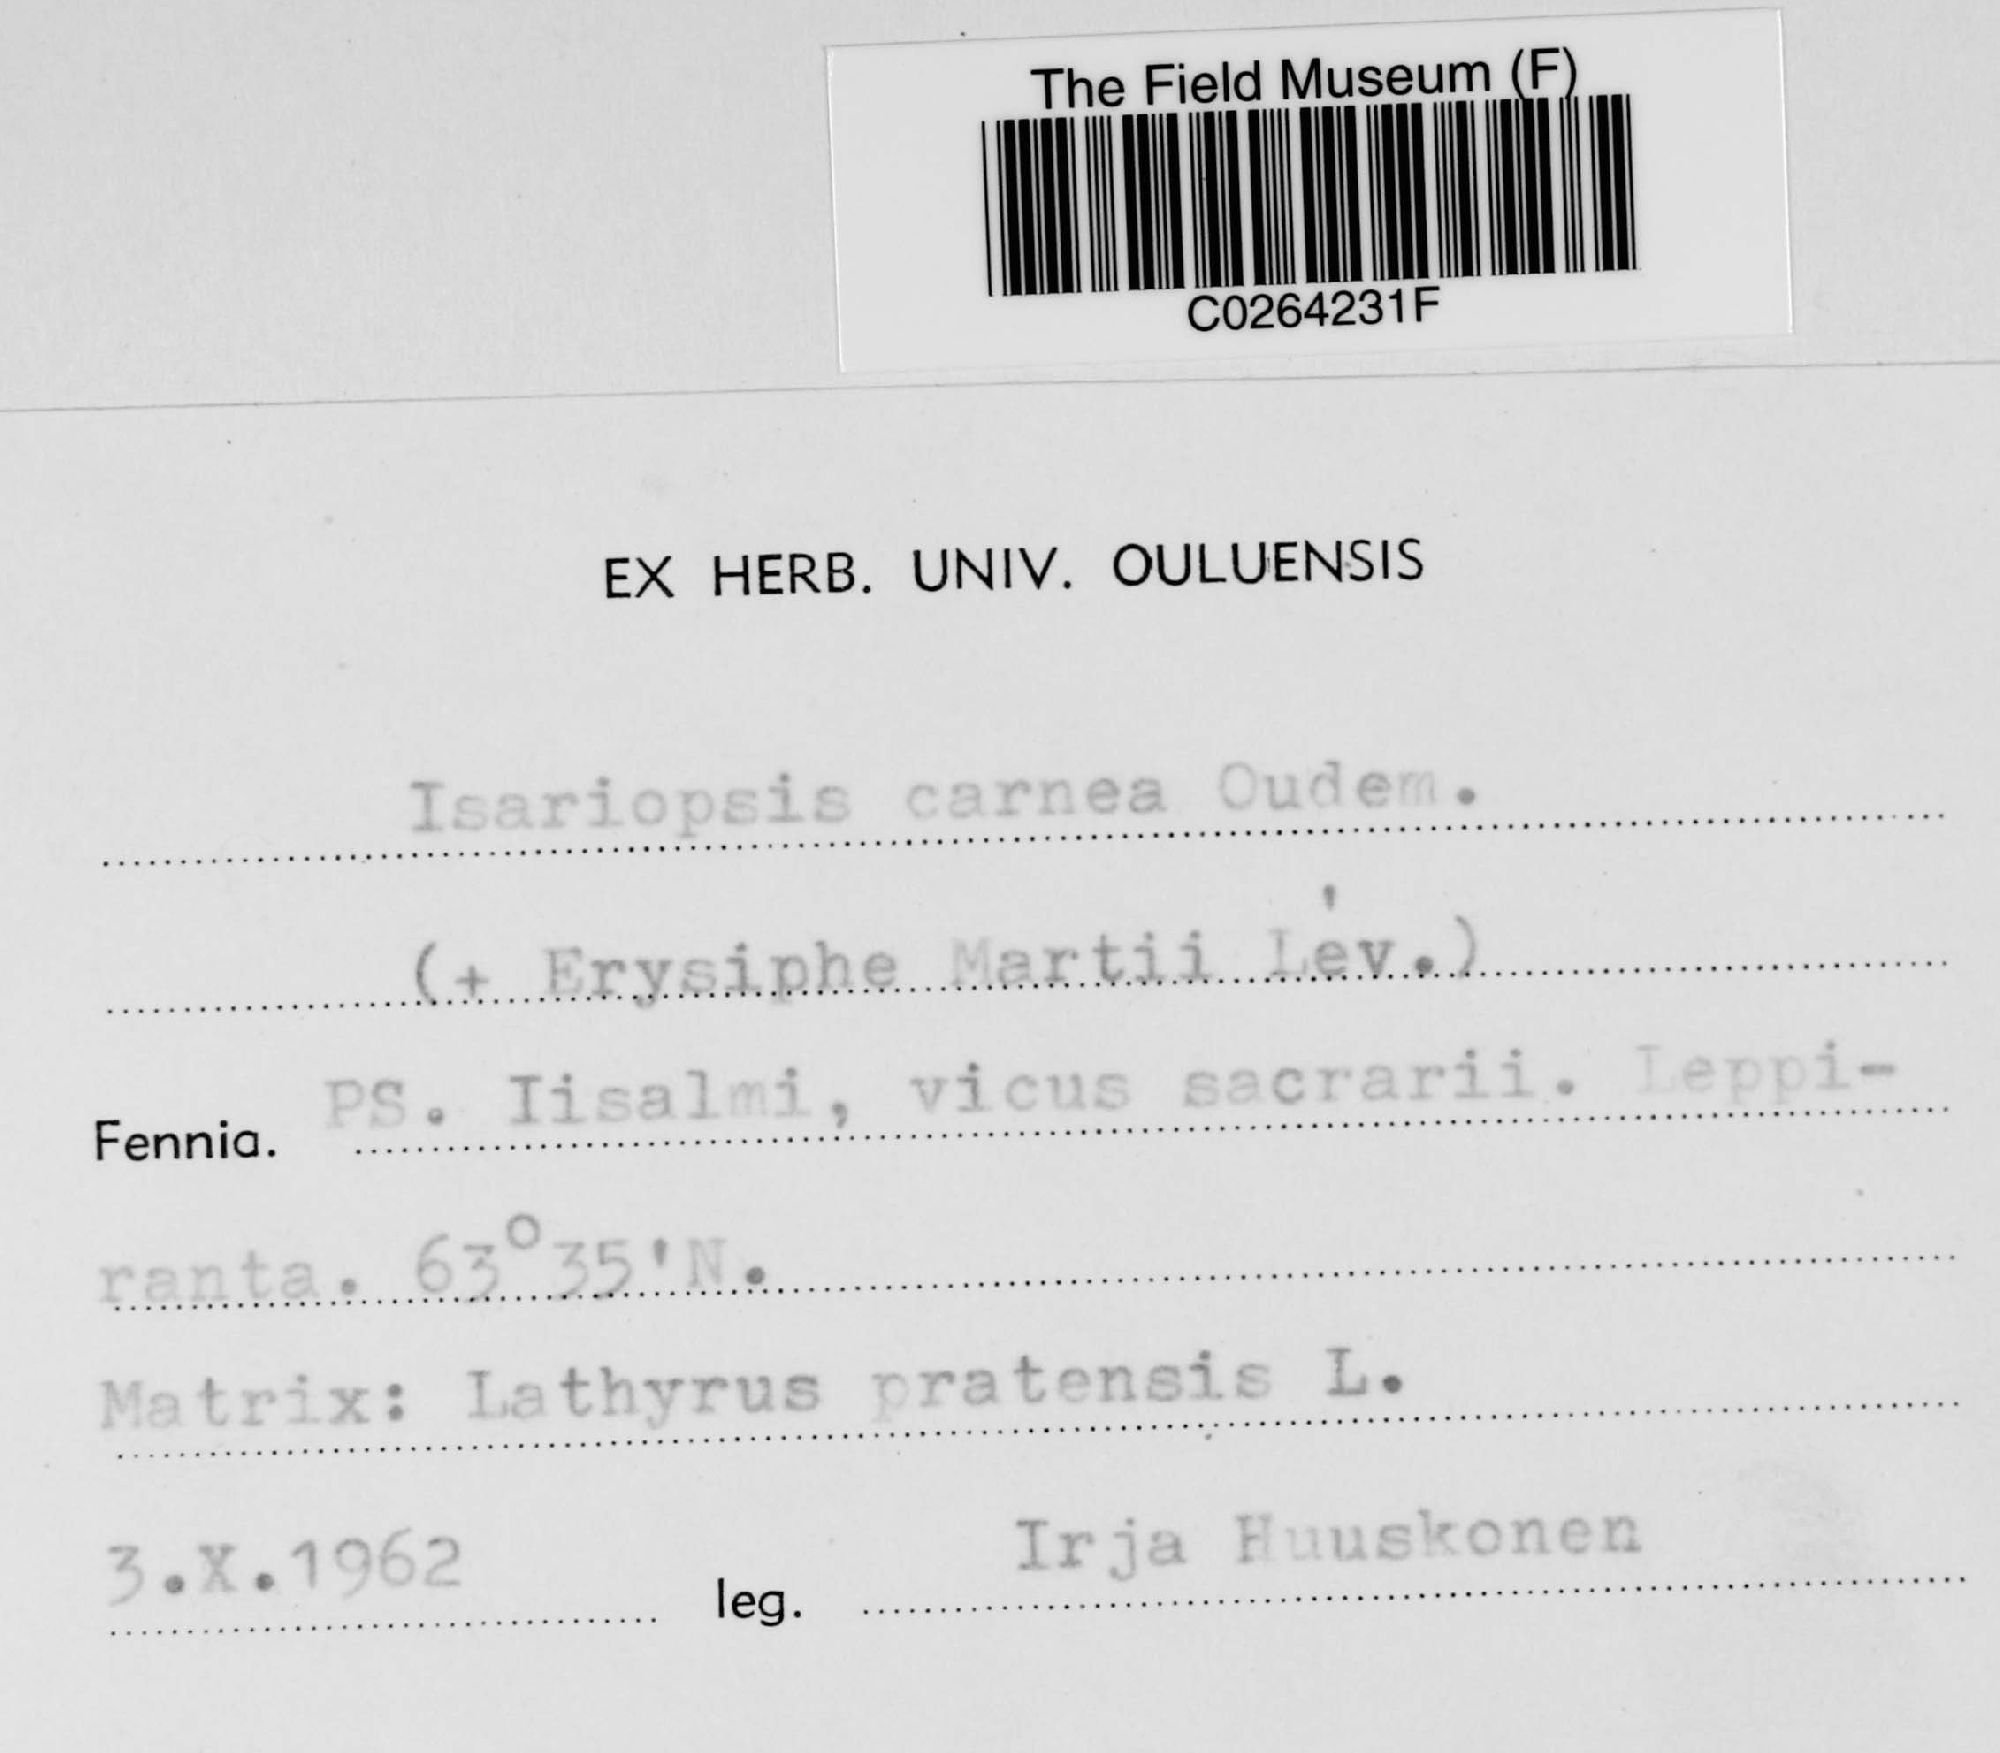 The Field Museum (F)
C0264231F
EX HERB. UNIV. OULUENSIS
Isariopsis carnea Oudem.
(+ Erysiphe Martii Lév.)
Fennia. PS. Iisalmi, vicus sacrarii. Leppi-
ranta. 63°35'N.
Matrix: Lathyrus pratensis L.
3.X.1962 leg. Irja Huuskonen